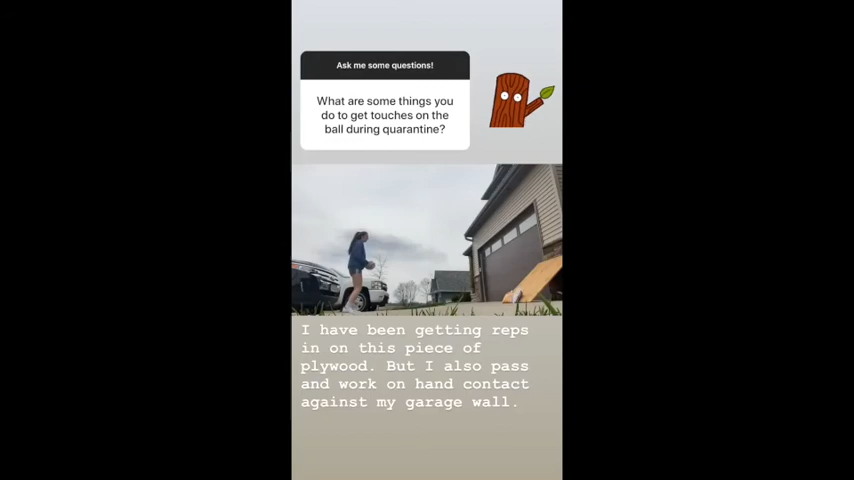 Ask me some questions!
What are some things you
do to get touches on the
ball during quarantine?
I have been getting reps
in on this piece of
plywood. But I also pass
and work on hand contact
against my garage wall.